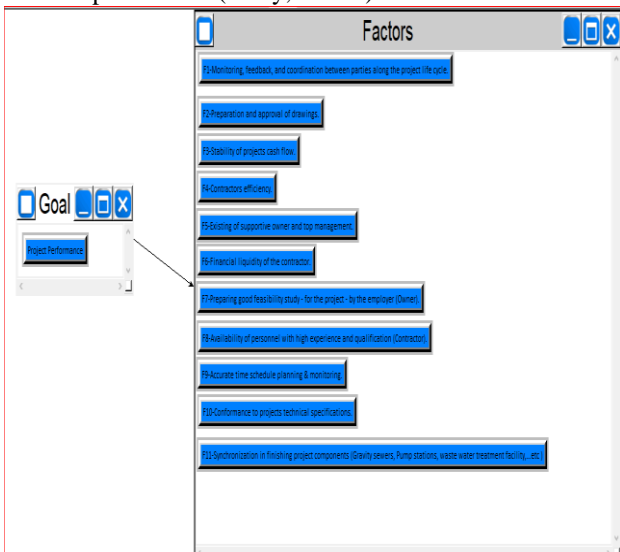 Factors
F1-Monitoring, feedback, and coordination between parties along the project life cycle.
F2-Preparation and approval of drawings.
F3-Stability of projects cash flow.
F4-Contractors efficiency.
Goal
F5-Existing of supportive owner and top management.
Project Performance
F6-Financial liquidity of the contractor.
F7-Preparing good feasibility study - for the project - by the employer (Owner).
F8-Availability of personnel with high experience and qualification (Contractor).
F9-Accurate time schedule planning & monitoring.
F10-Conformance to projects technical specifications.
F11-Synchronization in finishing project components (Gravity sewers, Pump stations, waste water treatment facility,...etc )